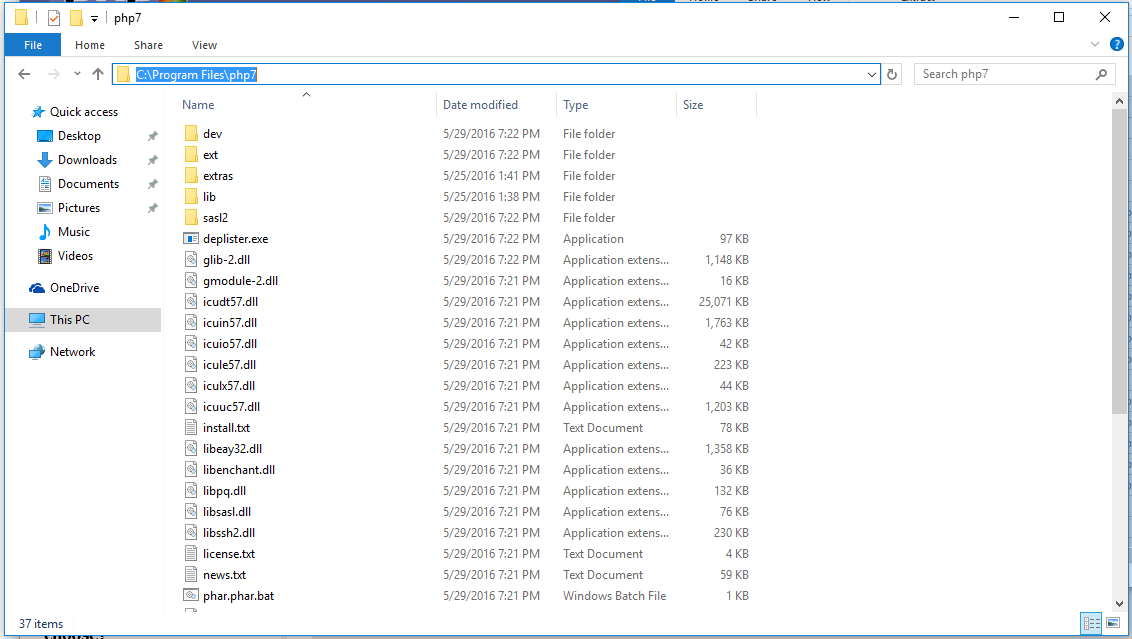 php7
File Home Share View
C:\Program Files\php7 Search php7
Name Date modified Type Size
Quick access
Desktop
Downloads
Documents
Pictures
Music
Videos
OneDrive
This PC
Network
dev 5/29/2016 7:22 PM File folder
ext 5/29/2016 7:22 PM File folder
extras 5/25/2016 1:41 PM File folder
lib 5/25/2016 1:38 PM File folder
sasl2 5/29/2016 7:22 PM File folder
deplister.exe 5/29/2016 7:22 PM Application 97 KB
glib-2.dll 5/29/2016 7:22 PM Application extens... 1,148 KB
gmodule-2.dll 5/29/2016 7:21 PM Application extens... 16 KB
icudt57.dll 5/29/2016 7:21 PM Application extens... 25,071 KB
icuin57.dll 5/29/2016 7:21 PM Application extens... 1,763 KB
icuio57.dll 5/29/2016 7:21 PM Application extens... 42 KB
icule57.dll 5/29/2016 7:21 PM Application extens... 223 KB
iculx57.dll 5/29/2016 7:21 PM Application extens... 44 KB
icuuc57.dll 5/29/2016 7:21 PM Application extens... 1,203 KB
install.txt 5/29/2016 7:21 PM Text Document 78 KB
libeay32.dll 5/29/2016 7:21 PM Application extens... 1,358 KB
libenchant.dll 5/29/2016 7:21 PM Application extens... 36 KB
libpq.dll 5/29/2016 7:21 PM Application extens... 132 KB
libsasl.dll 5/29/2016 7:21 PM Application extens... 76 KB
libssh2.dll 5/29/2016 7:21 PM Application extens... 230 KB
license.txt 5/29/2016 7:21 PM Text Document 4 KB
news.txt 5/29/2016 7:21 PM Text Document 59 KB
phar.phar.bat 5/29/2016 7:21 PM Windows Batch File 1 KB
37 items